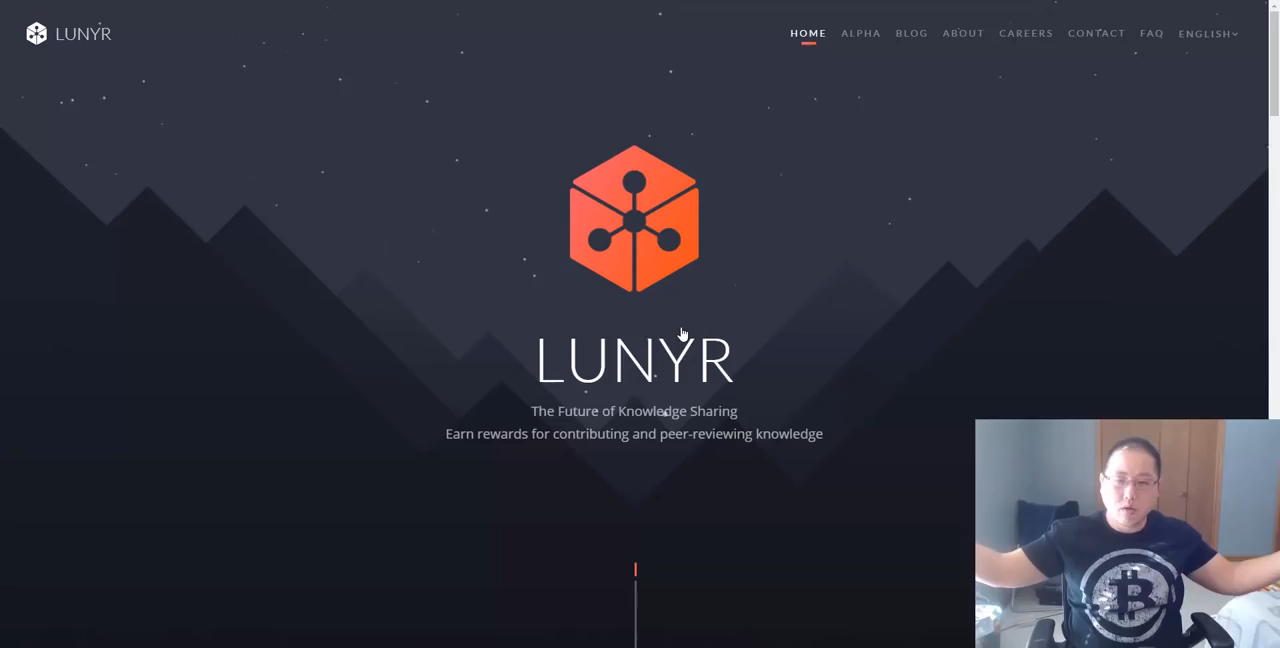 LUNYR
HOME
ALPHA
BLOG
ABOUT
CAREERS
CONTACT
FAQ
ENGLISH
LUNYR
The Future of Knowledge Sharing
Earn rewards for contributing and peer-reviewing knowledge
B